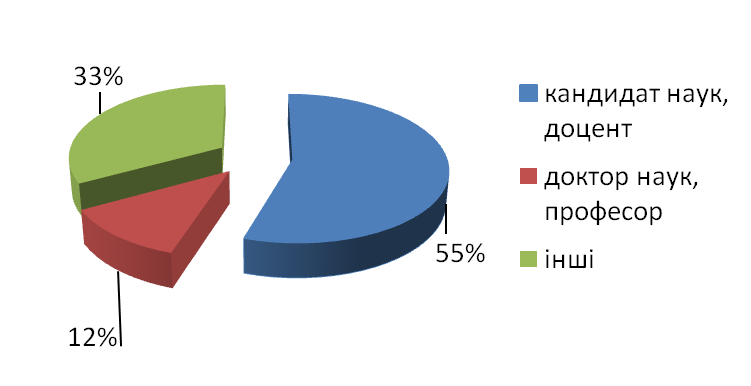 33%
кандидат наук,
доцент
доктор наук,
професор
55%
інші
12%